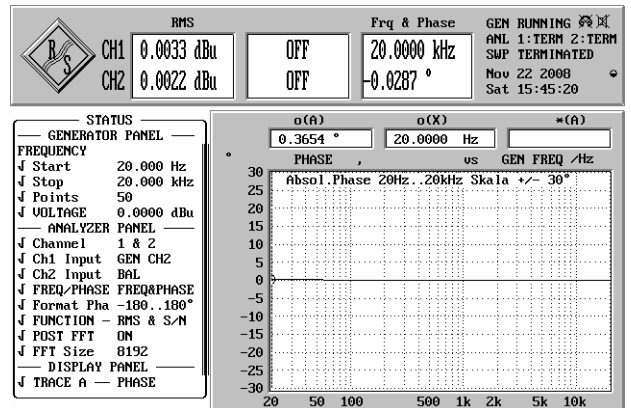 RMS
Frq & Phase
GEN RUNNING
ANL 1:TERM 2:TERM
SWP TERMINATED
Nov 22 2008
Sat 15:45:20
R
S
CH1 0.0033 dBu OFF 20.0000 kHz
CH2 0.0022 dBu OFF -0.0287 °
STATUS
GENERATOR PANEL
FREQUENCY
Start 20.000 Hz
Stop 20.000 kHz
Points 50
VOLTAGE 0.0000 dBu
ANALYZER PANEL
Channel 1 & 2
Ch1 Input GEN CH2
Ch2 Input BAL
FREQ/PHASE FREQ&PHASE
Format Pha -180..180°
FUNCTION - RMS & S/N
POST FFT ON
FFT Size 8192
DISPLAY PANEL
TRACE A — PHASE
o(A) o(X) *(A)
0.3654 ° 20.0000 Hz
° PHASE , vs GEN FREQ /Hz
Absol.Phase 20Hz..20kHz Skala +/- 30°
30
25
20
15
10
5
0
-5
-10
-15
-20
-25
-30
20 50 100 500 1k 2k 5k 10k